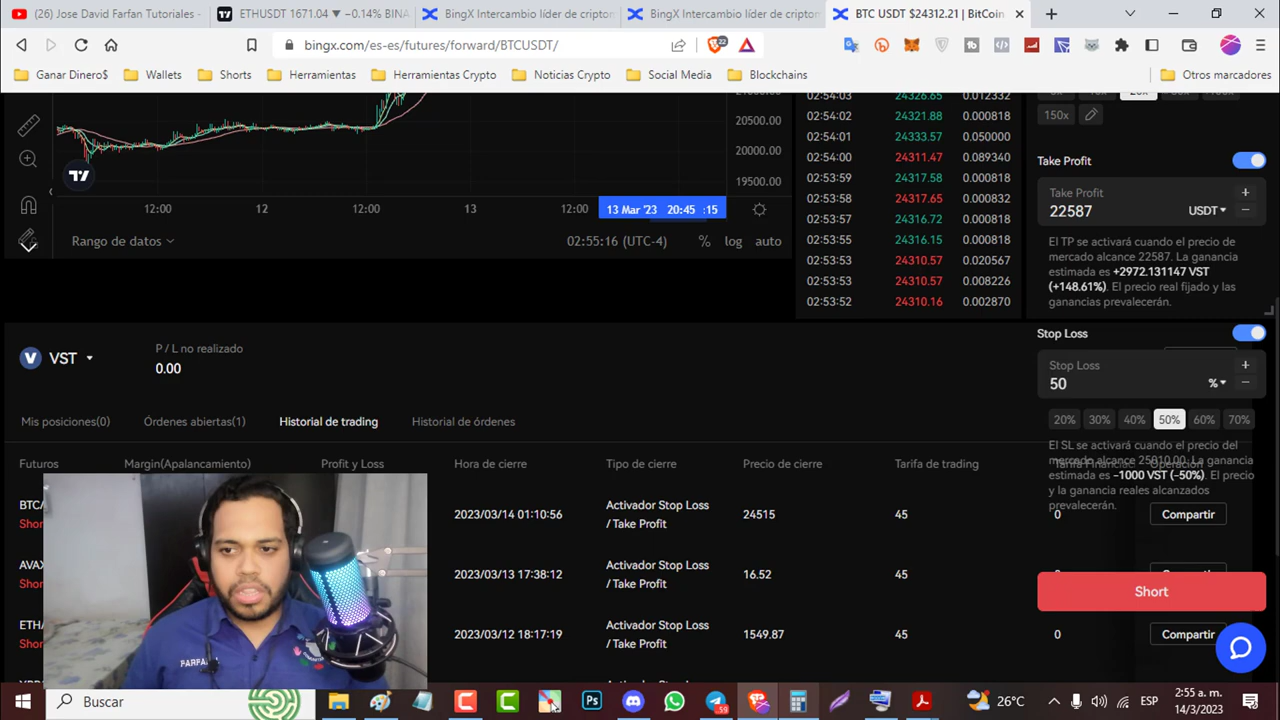 (26) Jose David Farfan Tutoriales -
ETHUSDT 1671.04 ▼ −0.14% BINA
BingX Intercambio líder de cripton
BingX Intercambio líder de cripton
BTC USDT $24312.21 | BitCoin
bingx.com/es-es/futures/forward/BTCUSDT/
22
Ganar Dinero$
Wallets
Shorts
Herramientas
Herramientas Crypto
Noticias Crypto
Social Media
Blockchains
Otros marcadores
20500.00
20000.00
19500.00
12:00
12
12:00
13
12:00
13 Mar '23 20:45
:15
Rango de datos
02:55:16 (UTC-4)
%
log
auto
02:54:03 24326.65 0.012332
02:54:02 24321.88 0.000818
02:54:01 24333.57 0.050000
02:54:00 24311.47 0.089340
02:53:59 24317.58 0.000818
02:53:58 24317.65 0.000832
02:53:57 24316.72 0.000818
02:53:55 24316.15 0.000818
02:53:53 24310.57 0.020567
02:53:53 24310.57 0.008226
02:53:52 24310.16 0.002870
150x
Take Profit
Take Profit
22587
USDT
El TP se activará cuando el precio de
mercado alcance 22587. La ganancia
estimada es +2972.131147 VST
(+148.61%). El precio real fijado y las
ganancias prevalecerán.
Stop Loss
Stop Loss
50
%
20% 30% 40% 50% 60% 70%
El SL se activará cuando el precio del
mercado alcance 25010.00. La ganancia
estimada es −1000 VST (−50%). El precio
y la ganancia reales alcanzados
prevalecerán.
Short
VST
P / L no realizado
0.00
Mis posiciones(0)
Órdenes abiertas(1)
Historial de trading
Historial de órdenes
Futuros
Margin(Apalancamiento)
Profit y Loss
Hora de cierre
Tipo de cierre
Precio de cierre
Tarifa de trading
BTC/
Shor
2023/03/14 01:10:56
Activador Stop Loss
/ Take Profit
24515
45
0
Compartir
AVAX
Shor
2023/03/13 17:38:12
Activador Stop Loss
/ Take Profit
16.52
45
ETH/
Shor
2023/03/12 18:17:19
Activador Stop Loss
/ Take Profit
1549.87
45
0
Compartir
FARFAN
Buscar
59
26°C
ESP
2:55 a. m.
14/3/2023